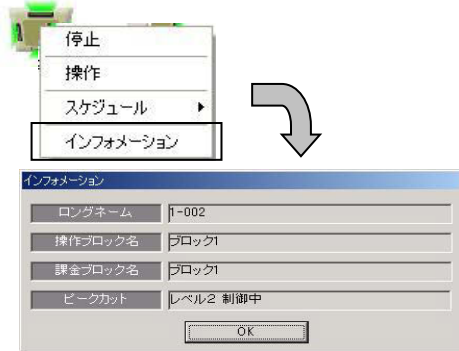 停止
操作
スケジュール
インフォメーション
インフォメーション
ロングネーム 1-002
操作ブロック名 ブロック1
課金ブロック名 ブロック1
ピークカット レベル2 制御中
OK